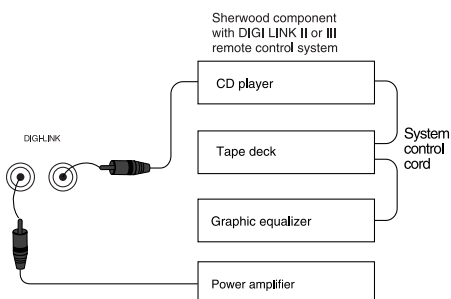 Sherwood component
with DIGI LINK II or III
remote control system
CD player
DIGI-LINK
Tape deck
System
control
cord
Graphic equalizer
Power amplifier